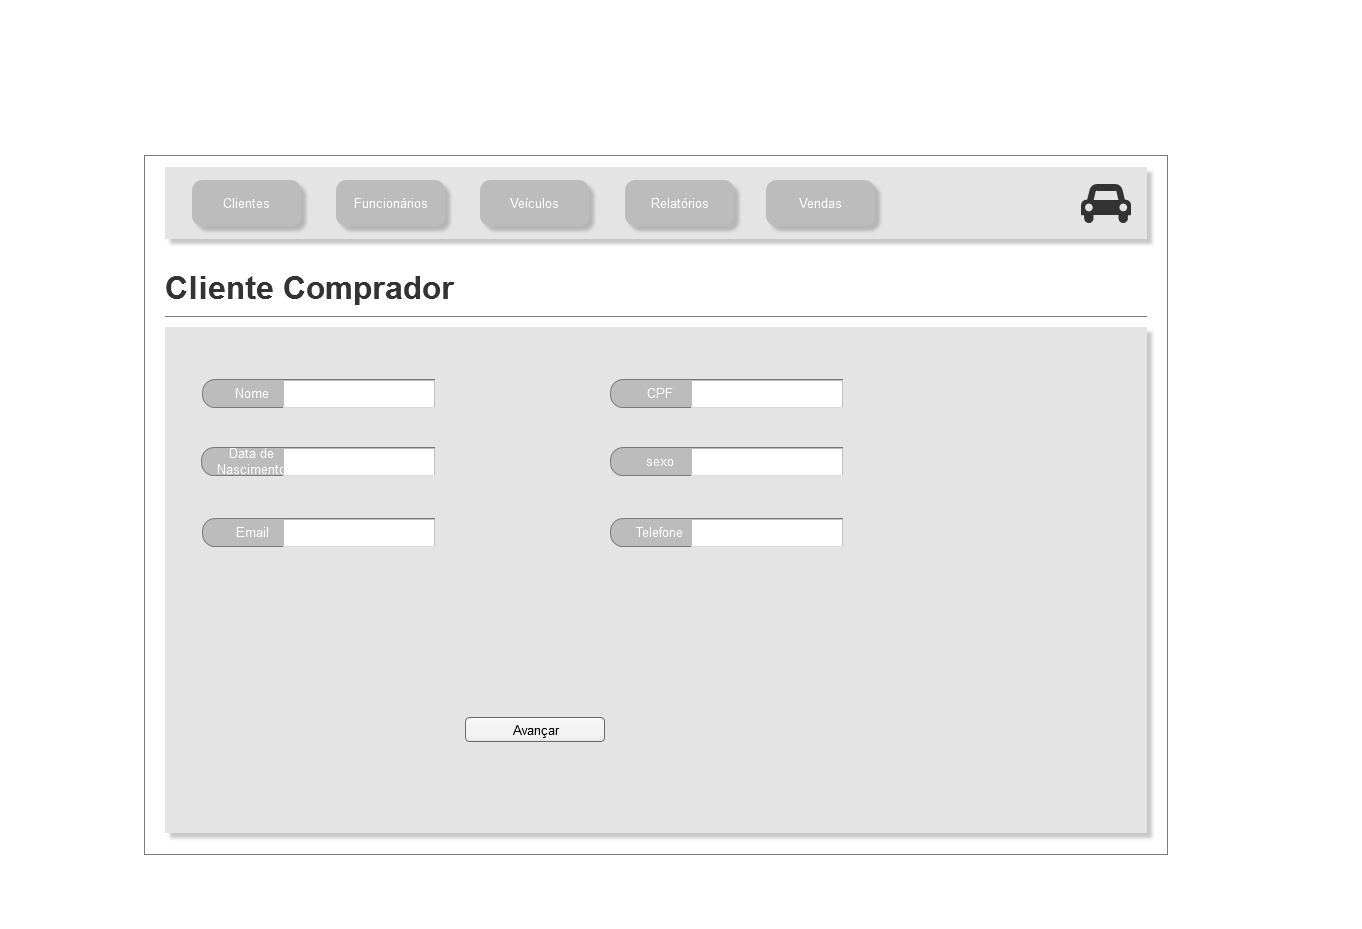 Clientes
Funcionários
Veículos
Relatórios
Vendas
Cliente Comprador
Nome
CPF
Data de
Nascimento
sexo
Email
Telefone
Avançar